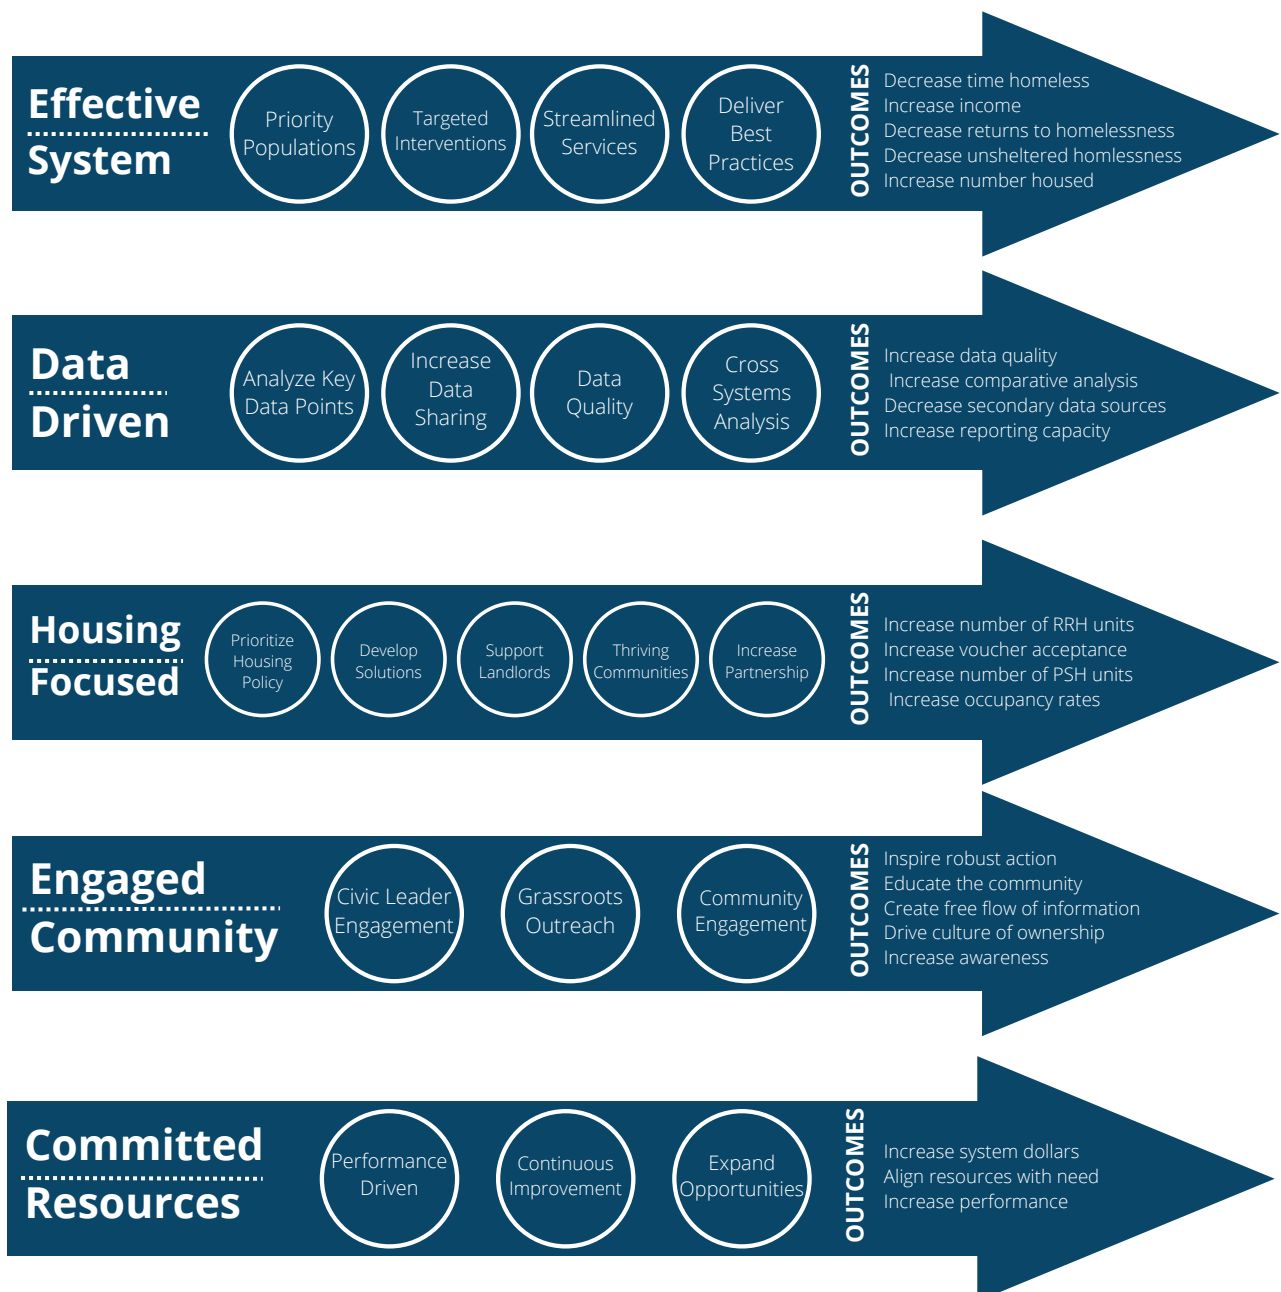 Effective
System
Priority
Populations
Targeted
Interventions
Streamlined
Services
Deliver
Best
Practices
OUTCOMES
Decrease time homeless
Increase income
Decrease returns to homelessness
Decrease unsheltered homlessness
Increase number housed
Data
Driven
Analyze Key
Data Points
Increase
Data
Sharing
Data
Quality
Cross
Systems
Analysis
OUTCOMES
Increase data quality
Increase comparative analysis
Decrease secondary data sources
Increase reporting capacity
Housing
Focused
Prioritize
Housing
Policy
Develop
Solutions
Support
Landlords
Thriving
Communities
Increase
Partnership
OUTCOMES
Increase number of RRH units
Increase voucher acceptance
Increase number of PSH units
Increase occupancy rates
Engaged
Community
Civic Leader
Engagement
Grassroots
Outreach
Community
Engagement
OUTCOMES
Inspire robust action
Educate the community
Create free flow of information
Drive culture of ownership
Increase awareness
Committed
Resources
Performance
Driven
Continuous
Improvement
Expand
Opportunities
OUTCOMES
Increase system dollars
Align resources with need
Increase performance